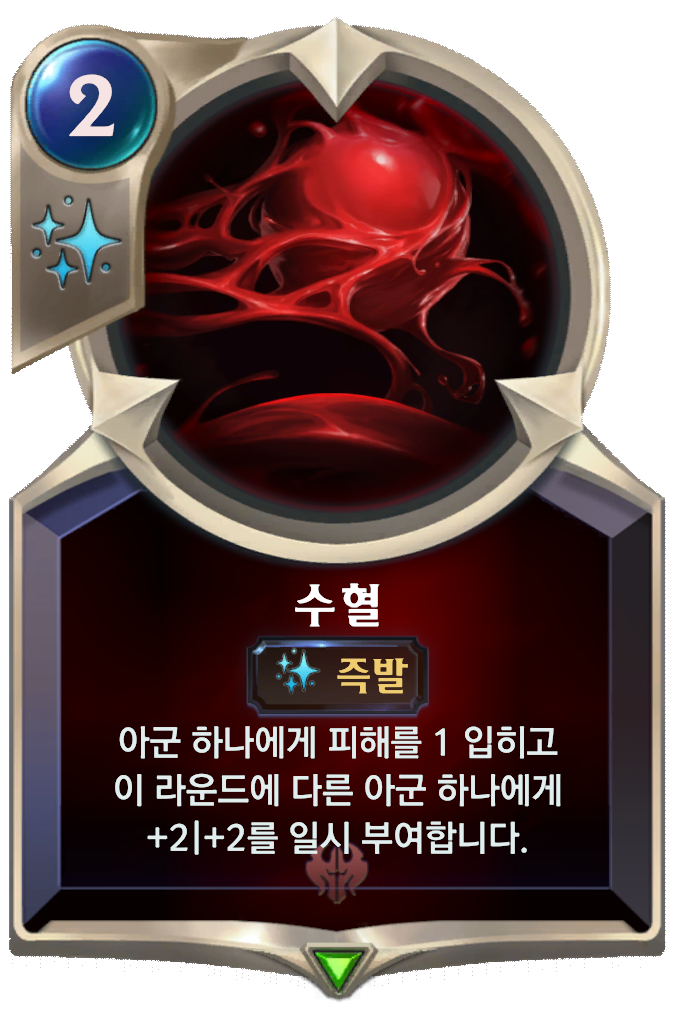 2
수혈
즉발
아군 하나에게 피해를 1 입히고
이 라운드에 다른 아군 하나에게
+2|+2를 일시 부여합니다.